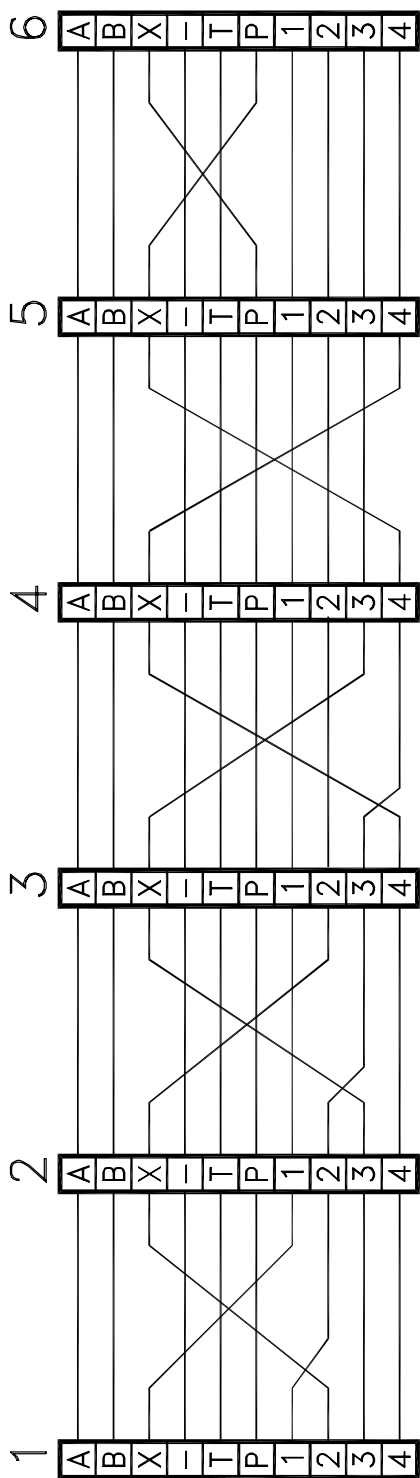 1 2 3 4 5 6
A A A A A A
B B B B B B
X X X X X X
I I I I I I
T T T T T T
P P P P P P
1 1 1 1 1 1
2 2 2 2 2 2
3 3 3 3 3 3
4 4 4 4 4 4